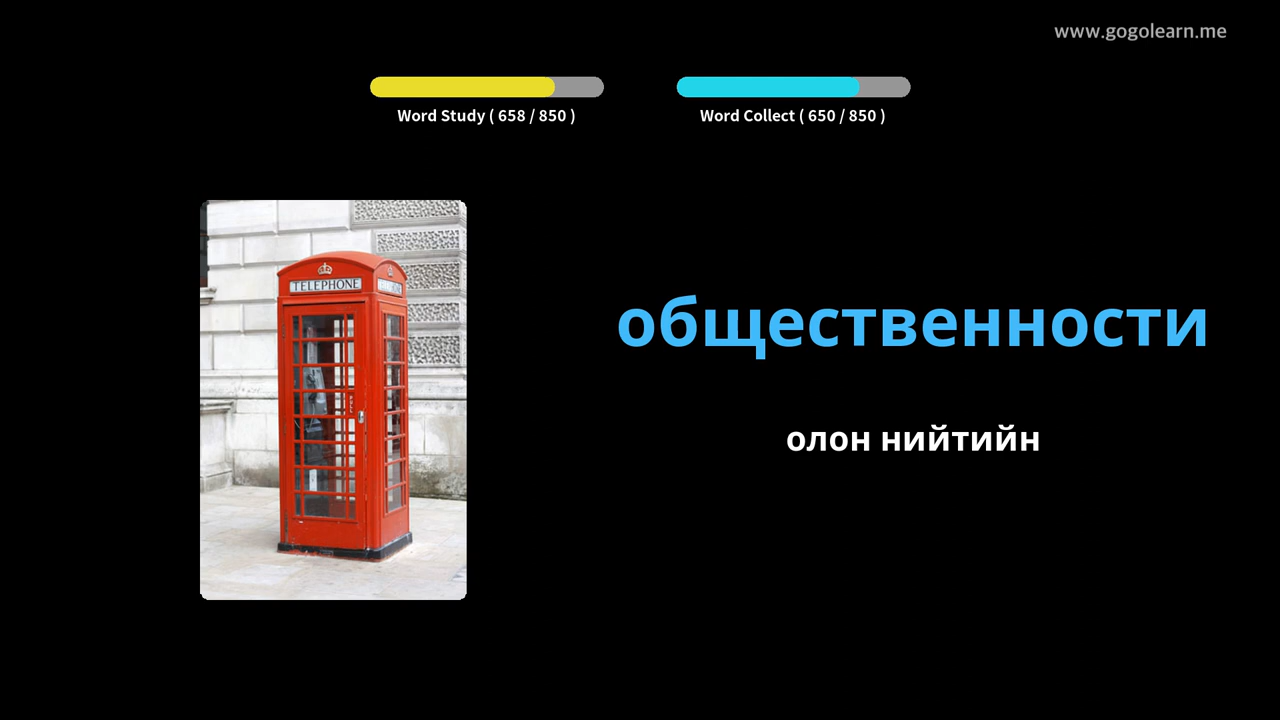 www.gogolearn.me
Word Study ( 658 / 850 )
Word Collect ( 650 / 850 )
TELEPHONE
общественности
олон нийтийн